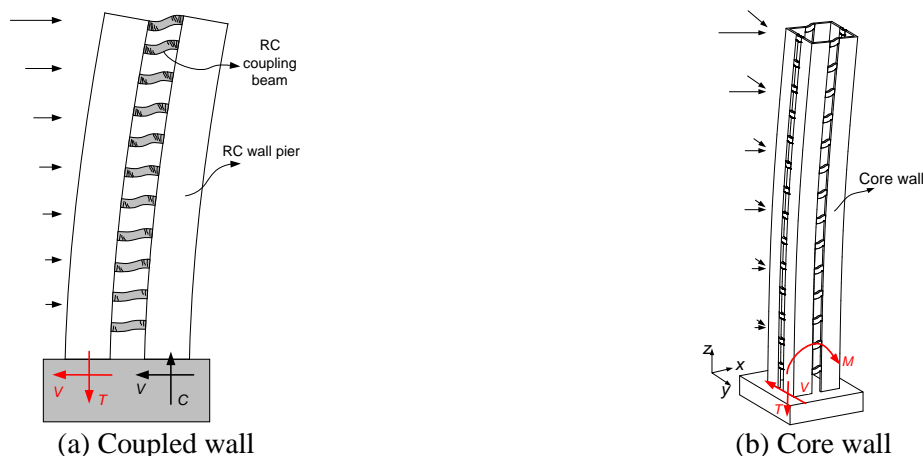 RC
coupling
beam
RC wall pier
V
T
V
C
(a) Coupled wall
Core wall
z
x
y
M
V
T
(b) Core wall